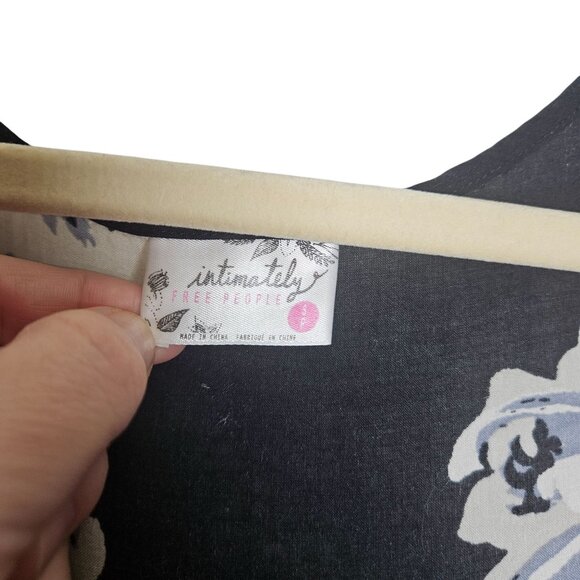 intimately
FREE PEOPLE
S
P
MADE IN CHINA FABRIQUÉ EN CHINE